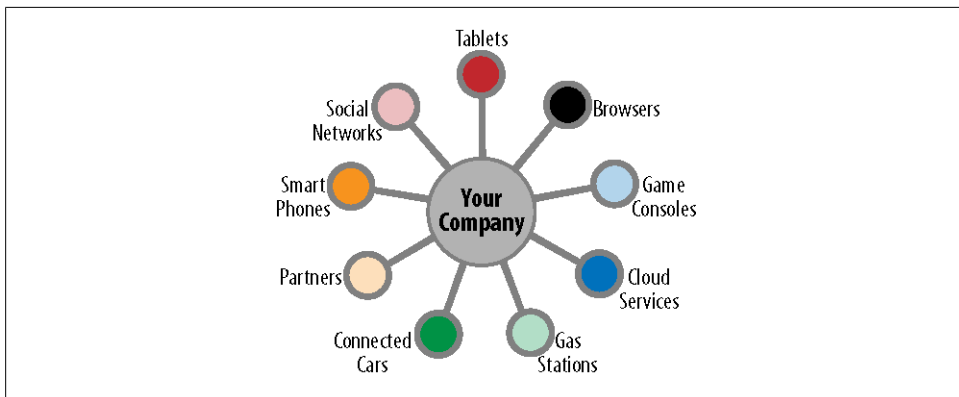 Tablets
Browsers
Social
Networks
Game
Consoles
Smart
Phones
Your
Company
Partners
Cloud
Services
Connected
Cars
Gas
Stations